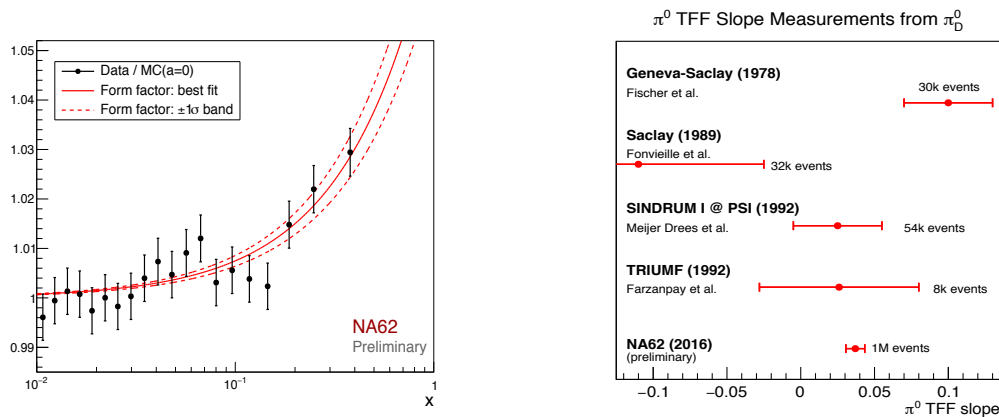 1.05
1.04
1.03
1.02
1.01
1
0.99
Data / MC(a=0)
Form factor: best fit
Form factor: ±1σ band
NA62
Preliminary
10⁻² 10⁻¹ 1
x
π⁰ TFF Slope Measurements from π⁰_D
Geneva-Saclay (1978)
Fischer et al.
30k events
Saclay (1989)
Fonvieille et al.
32k events
SINDRUM I @ PSI (1992)
Meijer Drees et al.
54k events
TRIUMF (1992)
Farzanpay et al.
8k events
NA62 (2016)
(preliminary)
1M events
−0.1 −0.05 0 0.05 0.1
π⁰ TFF slope